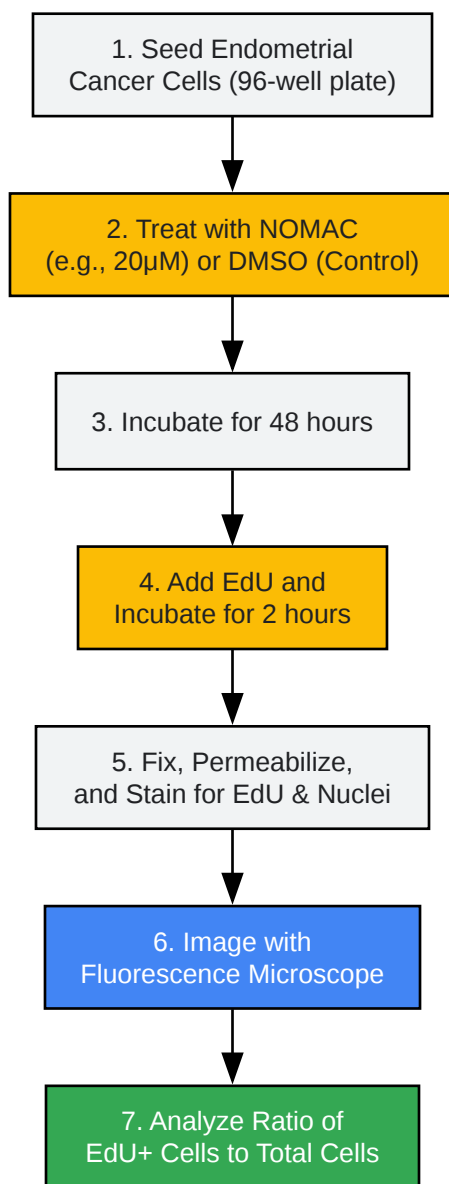 1. Seed Endometrial
Cancer Cells (96-well plate)
2. Treat with NOMAC
(e.g., 20μM) or DMSO (Control)
3. Incubate for 48 hours
4. Add EdU and
Incubate for 2 hours
5. Fix, Permeabilize,
and Stain for EdU & Nuclei
6. Image with
Fluorescence Microscope
7. Analyze Ratio of
EdU+ Cells to Total Cells